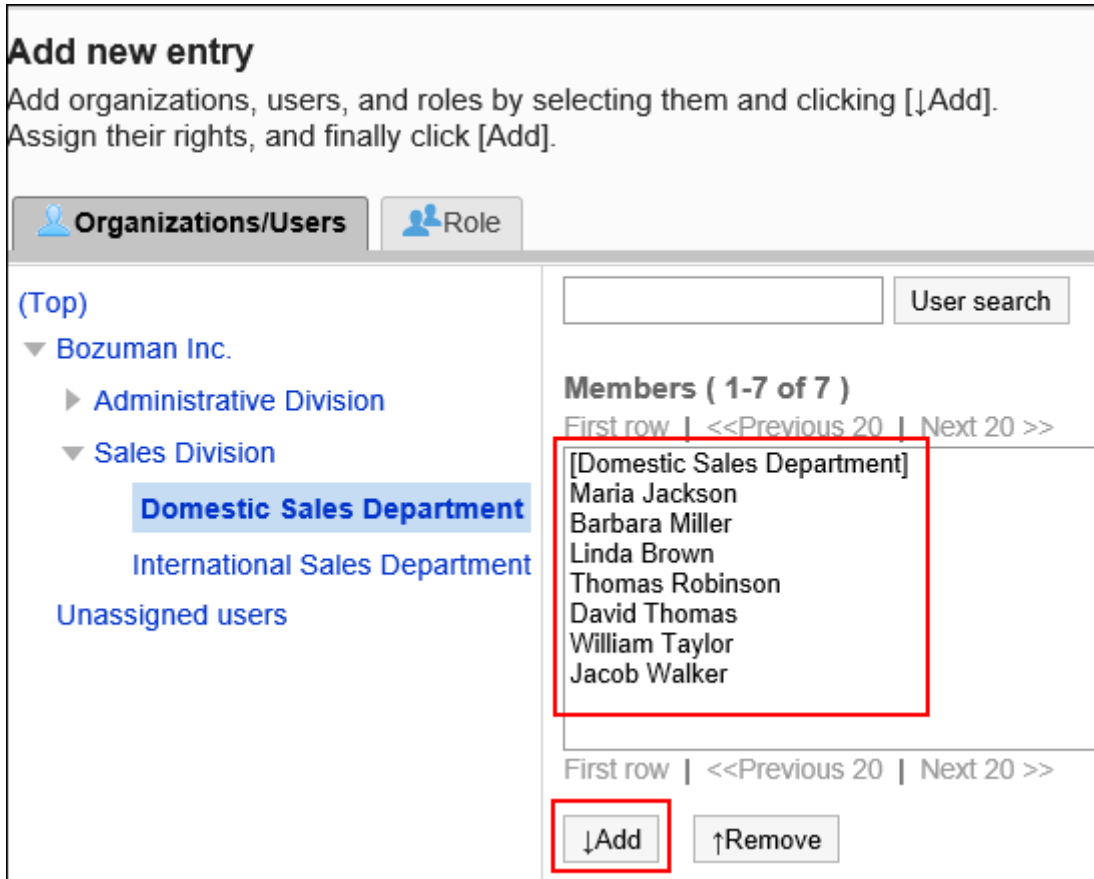 Add new entry
Add organizations, users, and roles by selecting them and clicking [↓Add].
Assign their rights, and finally click [Add].
Organizations/Users
Role
(Top)
Bozuman Inc.
Administrative Division
Sales Division
Domestic Sales Department
International Sales Department
Unassigned users
User search
Members ( 1-7 of 7 )
First row | <<Previous 20 | Next 20 >>
[Domestic Sales Department]
Maria Jackson
Barbara Miller
Linda Brown
Thomas Robinson
David Thomas
William Taylor
Jacob Walker
First row | <<Previous 20 | Next 20 >>
↓Add
↑Remove